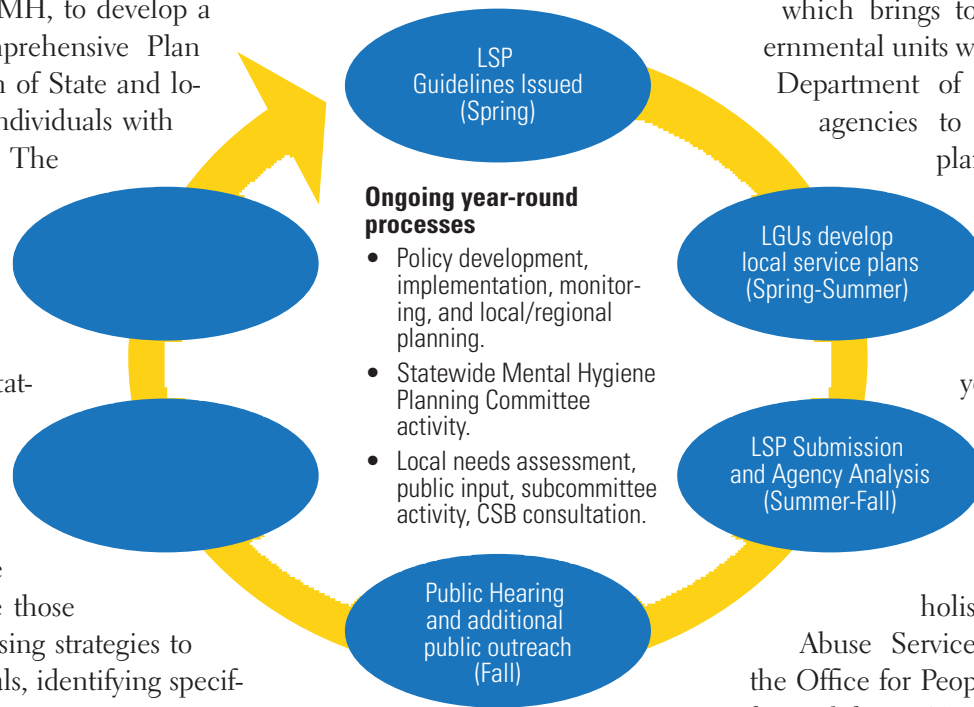 MH, to develop a
mprehensive Plan
n of State and lo-
ndividuals with
The
tat-
e
e those
sing strategies to
als, identifying specif-
LSP
Guidelines Issued
(Spring)
Ongoing year-round
processes
• Policy development,
implementation, monitor-
ing, and local/regional
planning.
• Statewide Mental Hygiene
Planning Committee
activity.
• Local needs assessment,
public input, subcommittee
activity, CSB consultation.
LGUs develop
local service plans
(Spring-Summer)
LSP Submission
and Agency Analysis
(Summer-Fall)
Public Hearing
and additional
public outreach
(Fall)
which brings to
ernmental units w
Department of
agencies to
plan
y
holis
Abuse Service
the Office for Peop